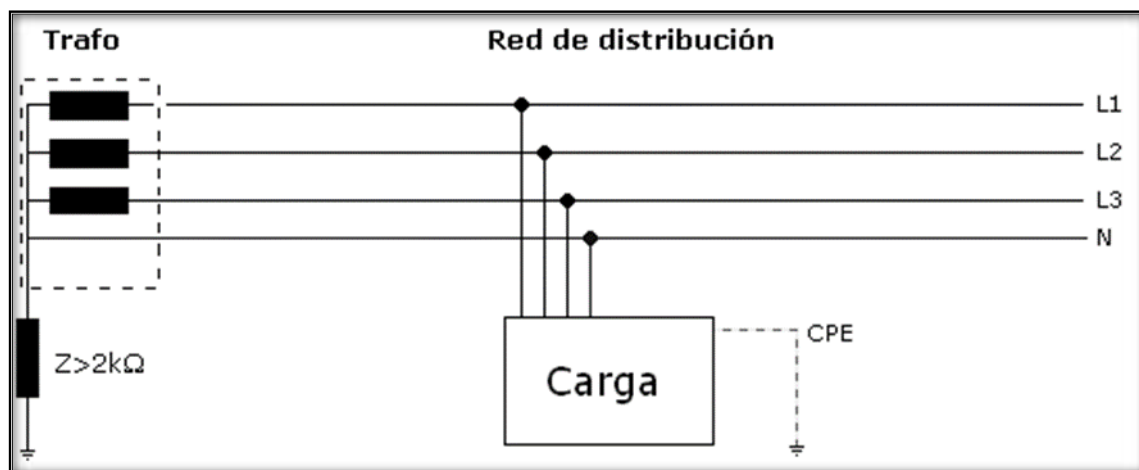 Trafo
Red de distribución
L1
L2
L3
N
CPE
Z>2kΩ
Carga